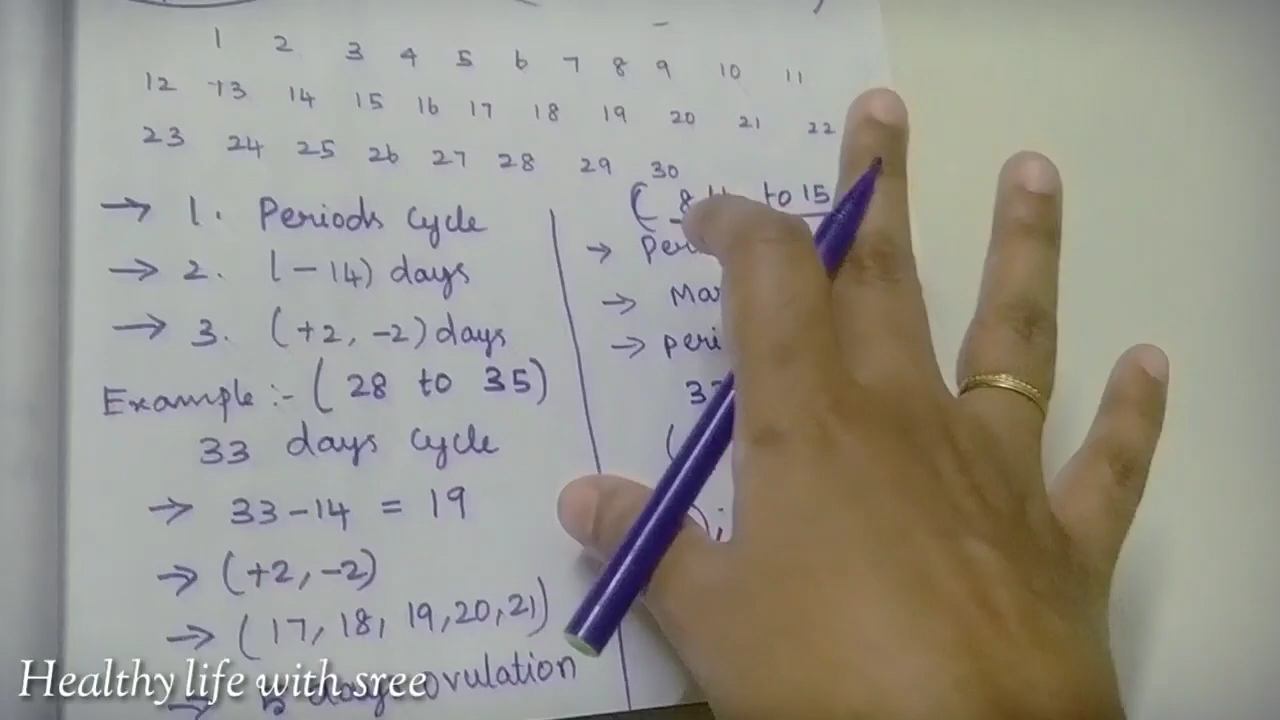 1 2 3 4 5 6 7 8 9 10 11
12 13 14 15 16 17 18 19 20 21 22
23 24 25 26 27 28 29 30
→ 1. Periods cycle
→ 2. (-14) days
→ 3. (+2, -2) days
Example :- ( 28 to 35)
33 days cycle
→ 33-14 = 19
→ (+2, -2)
→ (17, 18, 19, 20, 21)
→ 5 days ovulation
to 15
→
→
→
Healthy life with sree